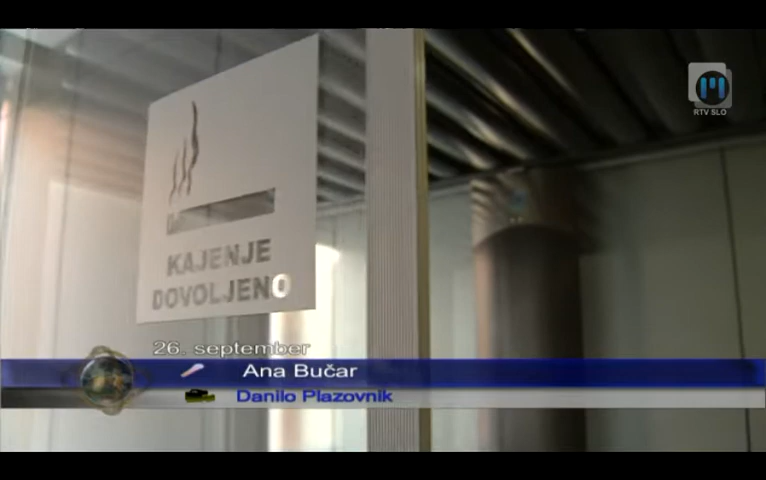 RTV SLO
KAJENJE
DOVOLJENO
26. september
Ana Bučar
Danilo Plazovnik